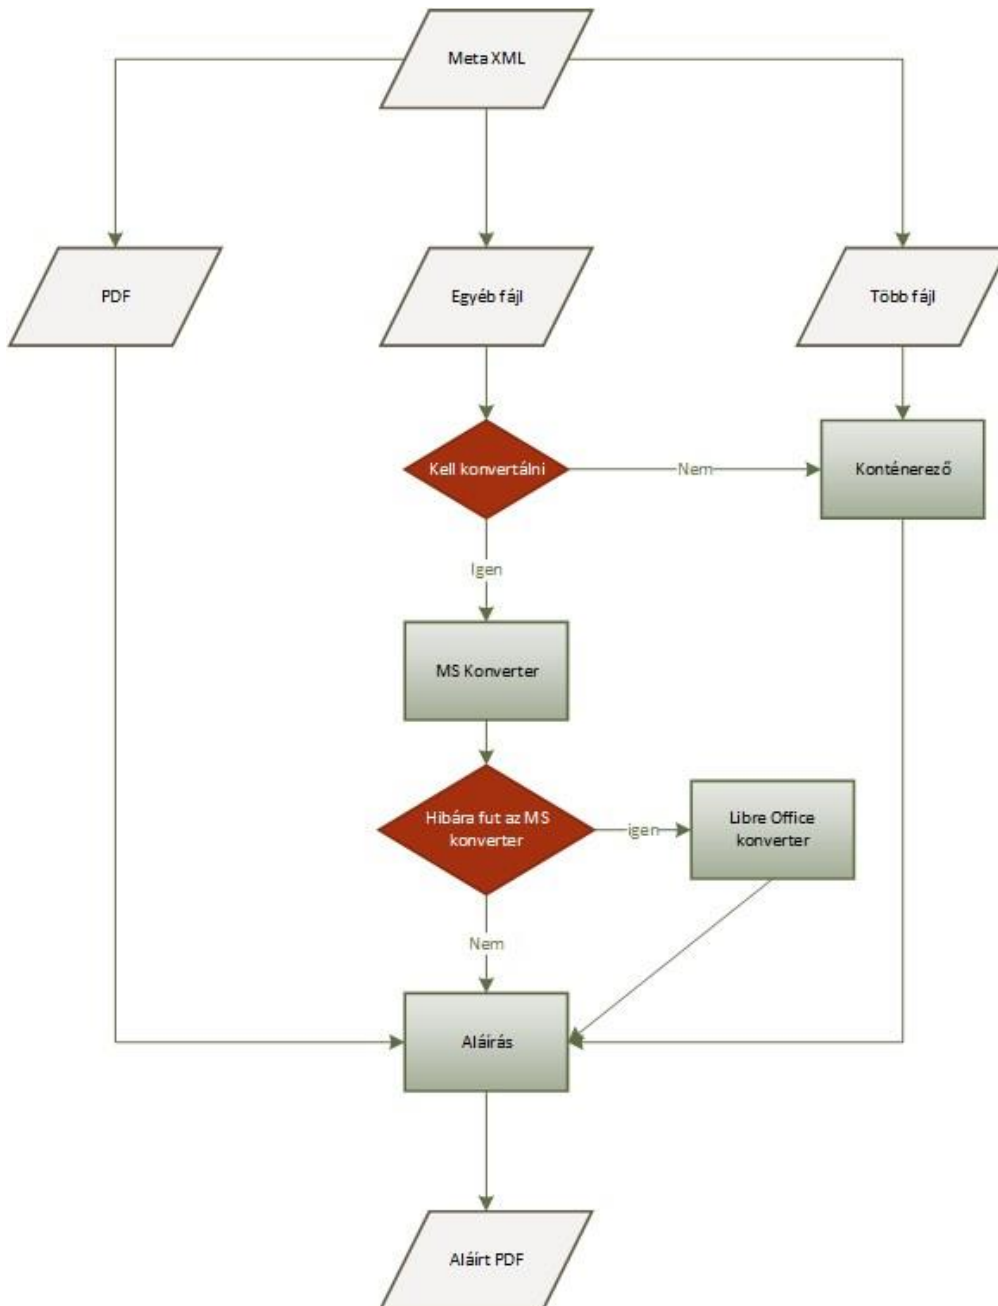 Meta XML
PDF
Egyéb fájl
Több fájl
Kell konvertálni
Nem
Konténerező
Igen
MS Konverter
Hibára fut az MS
konverter
igen
Libre Office
konverter
Nem
Aláírás
Aláírt PDF